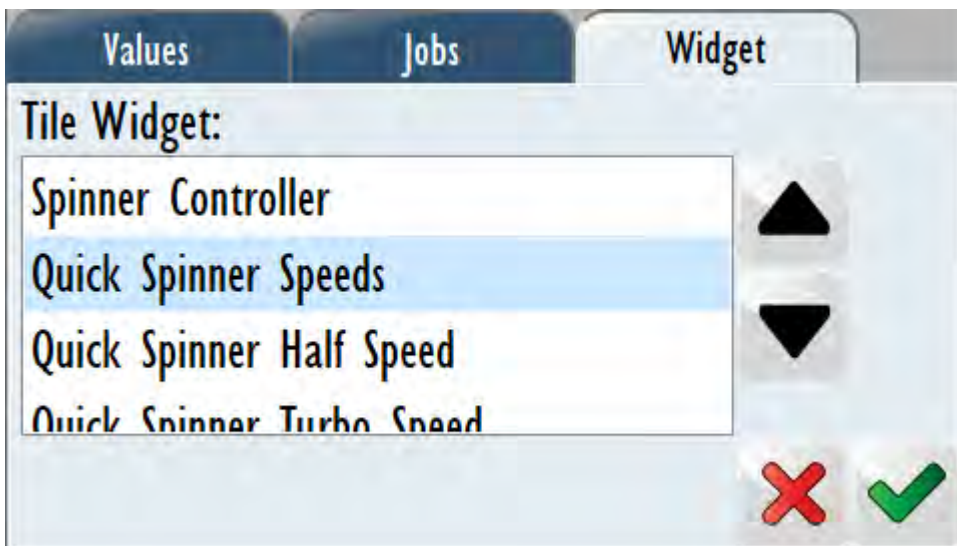 Values Jobs Widget
Tile Widget:
Spinner Controller
Quick Spinner Speeds
Quick Spinner Half Speed
Quick Spinner Turbo Speed